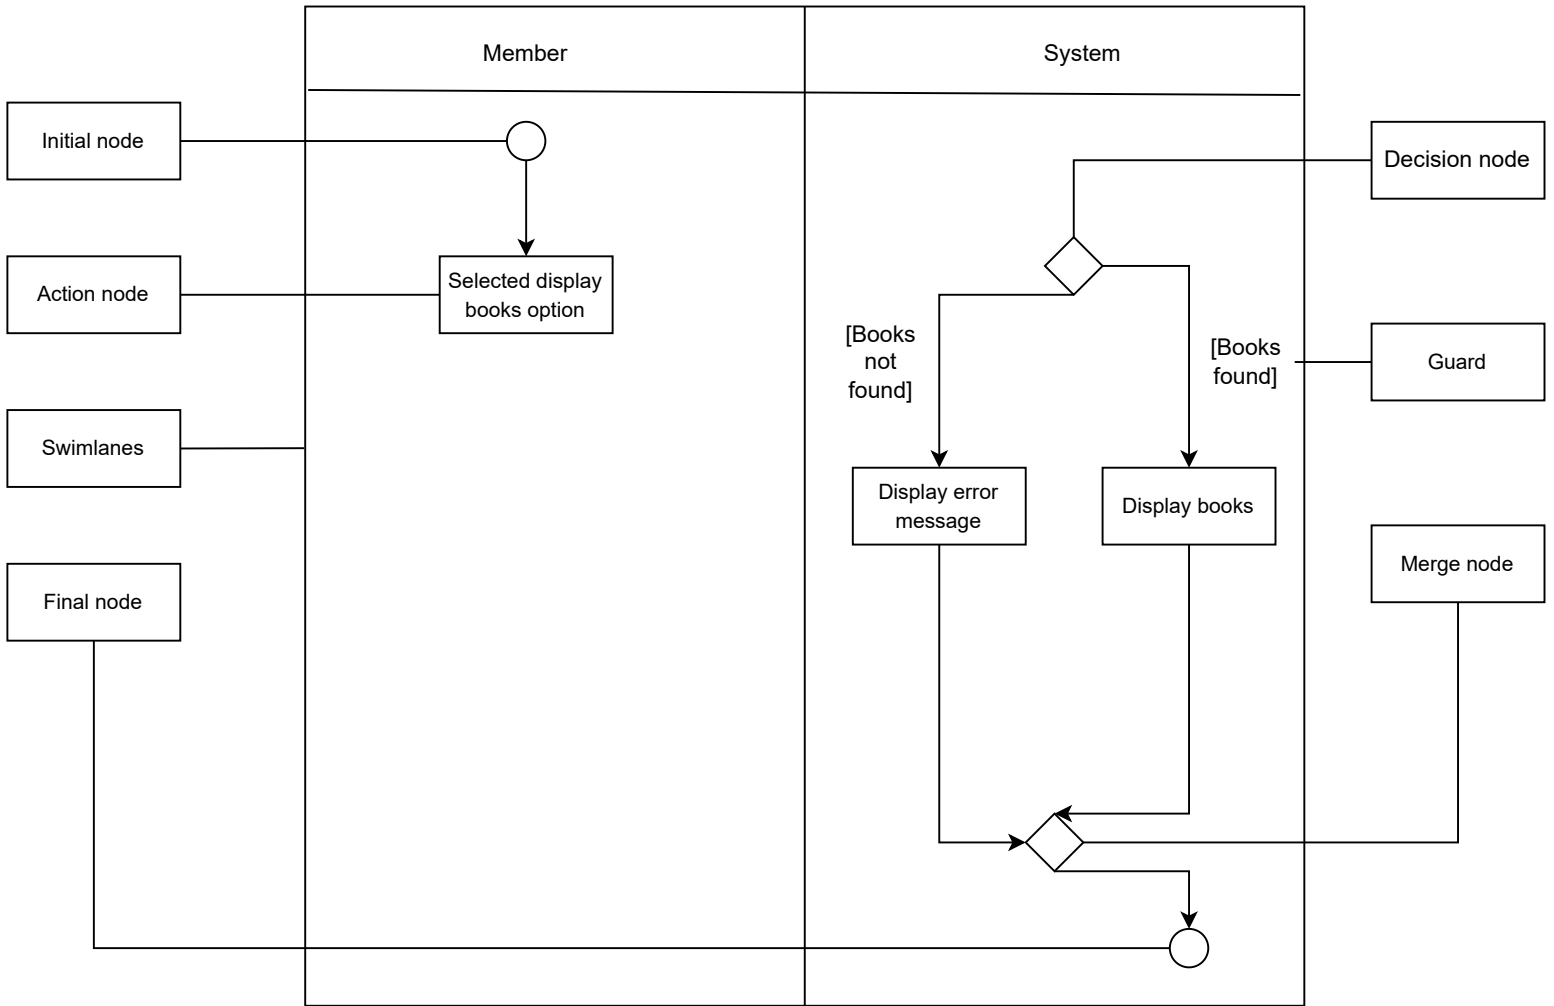 Member
System
Initial node
Decision node
Action node
Selected display
books option
[Books
not
found]
[Books
found]
Guard
Swimlanes
Display error
message
Display books
Merge node
Final node